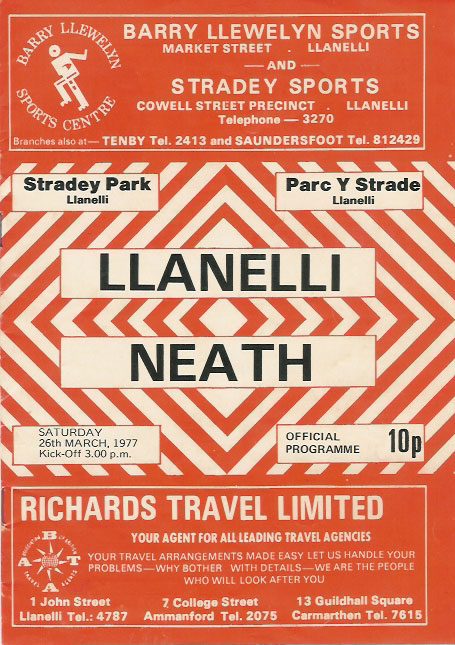 BARRY LLEWELYN
SPORTS CENTRE
BARRY LLEWELYN SPORTS
MARKET STREET . LLANELLI
— AND —
STRADEY SPORTS
COWELL STREET PRECINCT . LLANELLI
Telephone — 3270
Branches also at — TENBY Tel. 2413 and SAUNDERSFOOT Tel. 812429
Stradey Park
Llanelli
Parc Y Strade
Llanelli
LLANELLI
NEATH
SATURDAY
26th MARCH, 1977
Kick-Off 3.00 p.m.
OFFICIAL
PROGRAMME
10p
RICHARDS TRAVEL LIMITED
YOUR AGENT FOR ALL LEADING TRAVEL AGENCIES
ABTA
YOUR TRAVEL ARRANGEMENTS MADE EASY LET US HANDLE YOUR
PROBLEMS—WHY BOTHER WITH DETAILS—WE ARE THE PEOPLE
WHO WILL LOOK AFTER YOU
1 John Street
Llanelli Tel.: 4787
7 College Street
Ammanford Tel. 2075
13 Guildhall Square
Carmarthen Tel. 7615